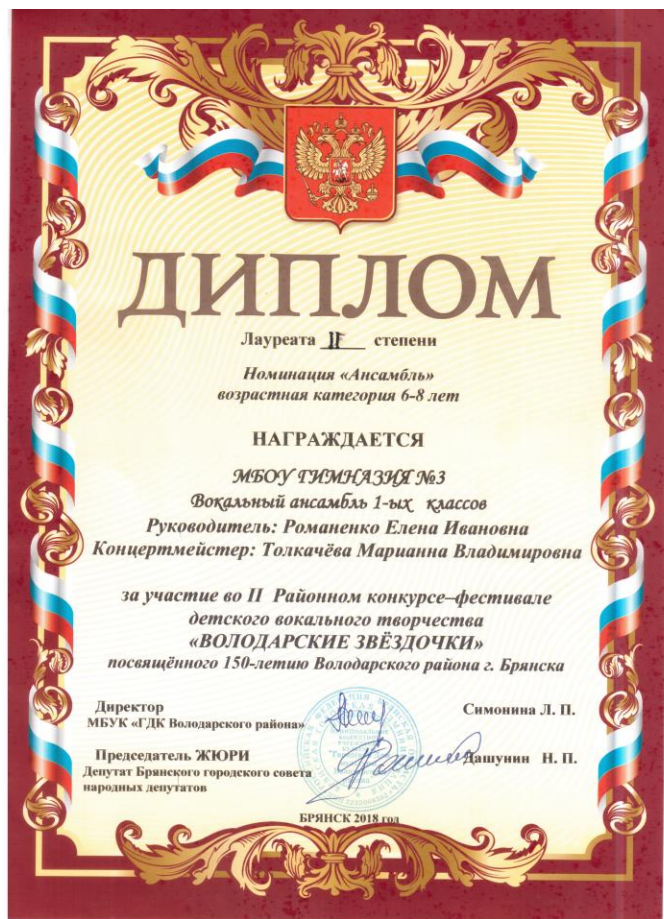 ДИПЛОМ
Лауреата II степени
Номинация «Ансамбль»
возрастная категория 6-8 лет
НАГРАЖДАЕТСЯ
МБОУ ГИМНАЗИЯ №3
Вокальный ансамбль 1-ых классов
Руководитель: Романенко Елена Ивановна
Концертмейстер: Толкачёва Марианна Владимировна
за участие во II Районном конкурсе–фестивале
детского вокального творчества
«ВОЛОДАРСКИЕ ЗВЁЗДОЧКИ»
посвящённого 150-летию Володарского района г. Брянска
Директор
МБУК «ГДК Володарского района»
Симонина Л. П.
Председатель ЖЮРИ
Депутат Брянского городского совета
народных депутатов
Дашунин Н. П.
БРЯНСК 2018 год